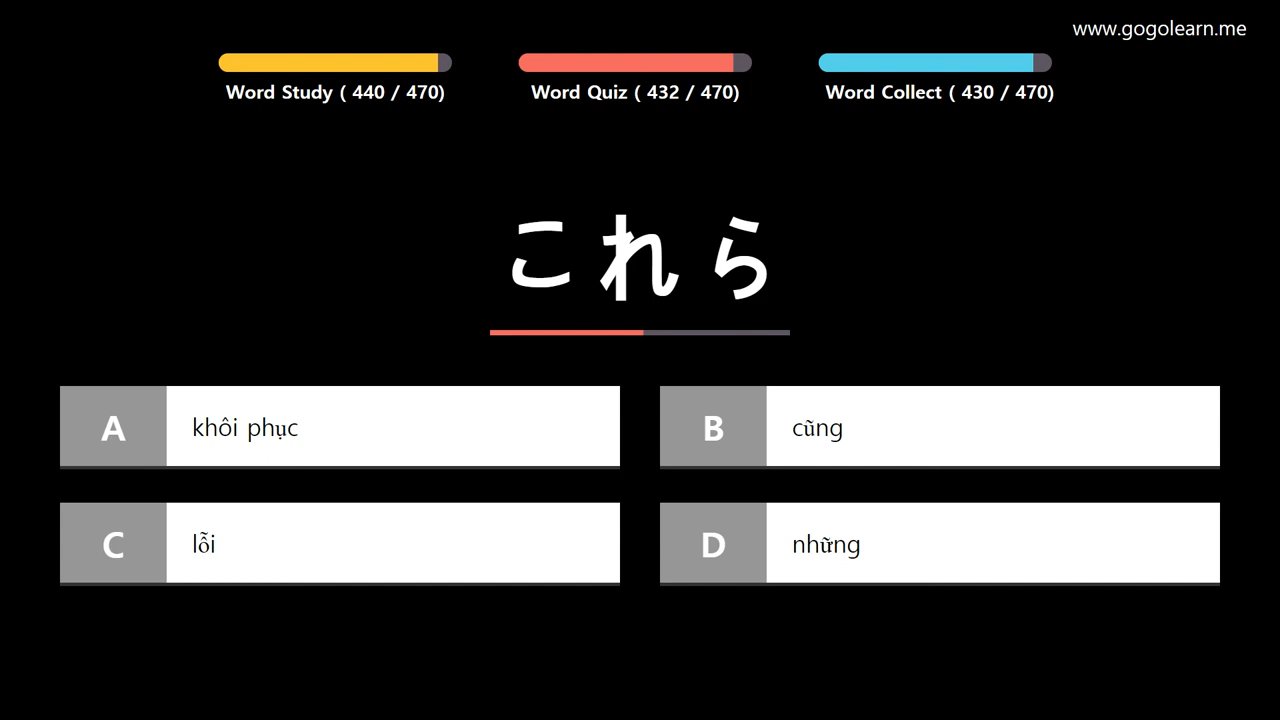 www.gogolearn.me
Word Study ( 440 / 470)
Word Quiz ( 432 / 470)
Word Collect ( 430 / 470)
これら
A khôi phục
B cũng
C lỗi
D những